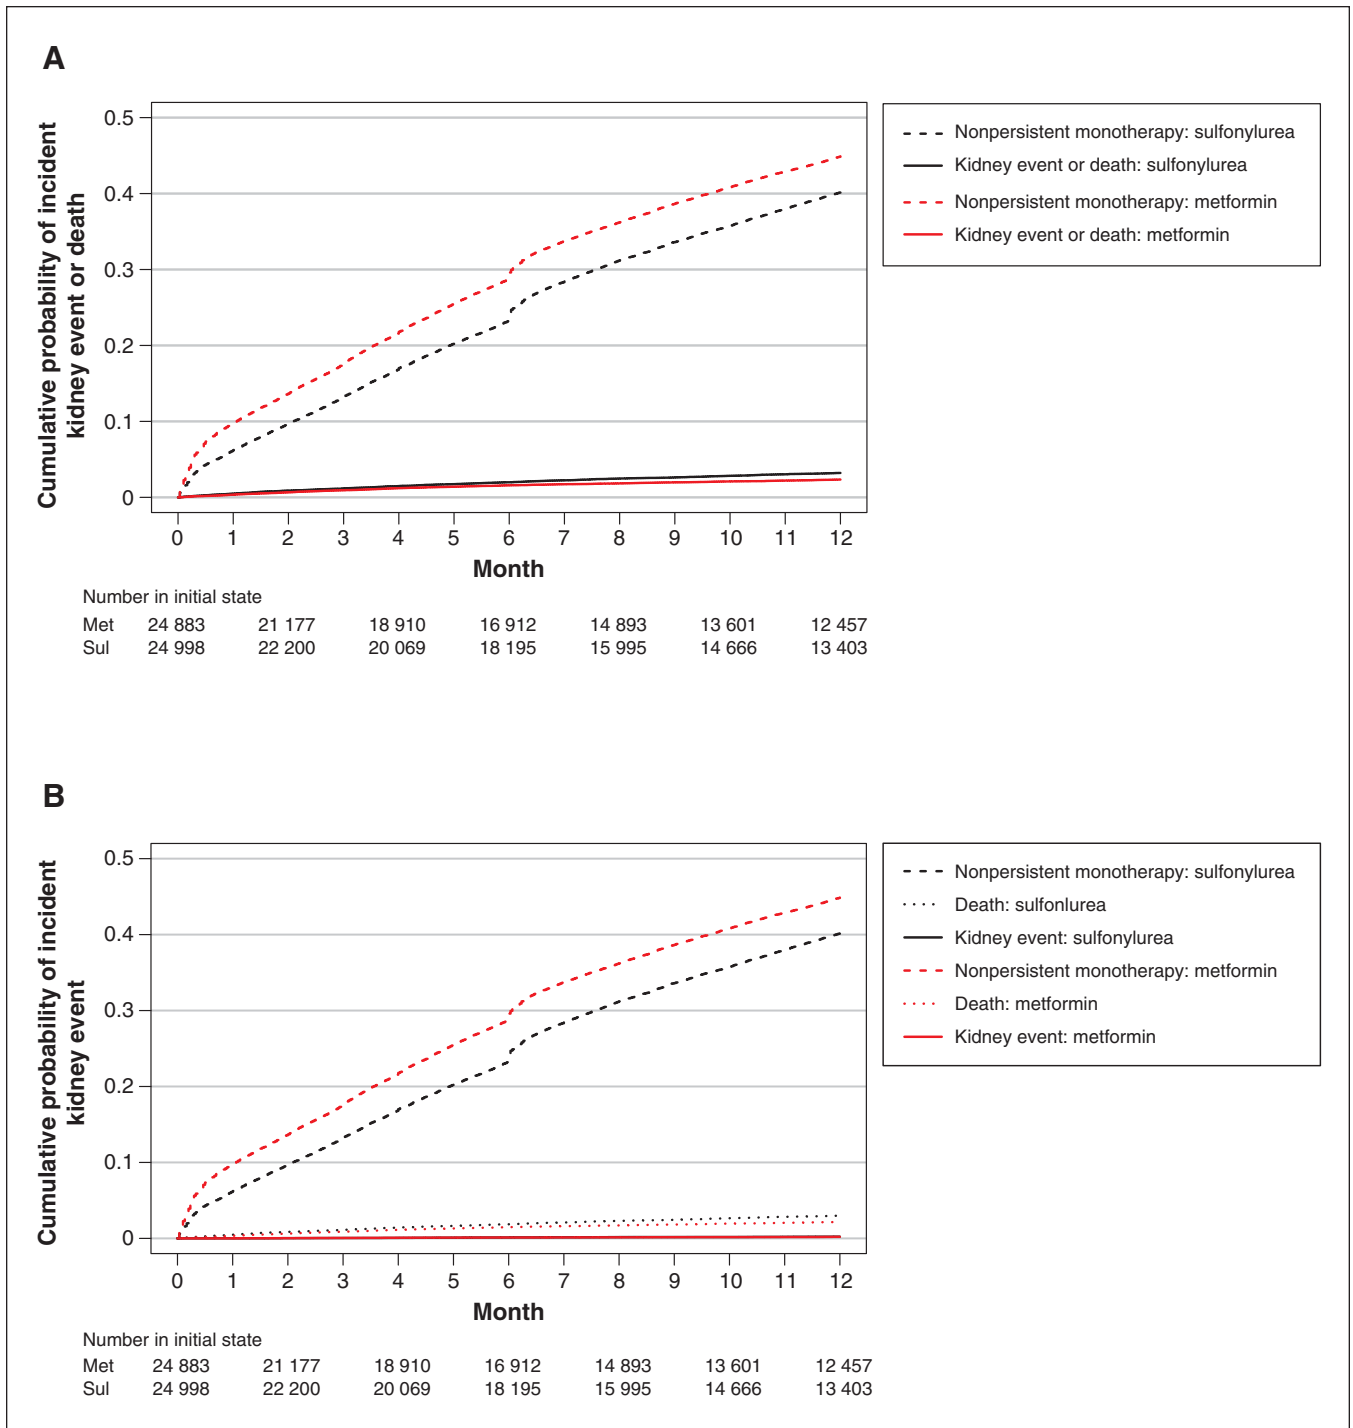 A
Cumulative probability of incident
kidney event or death
0.5
0.4
0.3
0.2
0.1
0
0 1 2 3 4 5 6 7 8 9 10 11 12
Month
Nonpersistent monotherapy: sulfonylurea
Kidney event or death: sulfonylurea
Nonpersistent monotherapy: metformin
Kidney event or death: metformin
Number in initial state
Met 24 883 21 177 18 910 16 912 14 893 13 601 12 457
Sul 24 998 22 200 20 069 18 195 15 995 14 666 13 403
B
Cumulative probability of incident
kidney event
0.5
0.4
0.3
0.2
0.1
0
0 1 2 3 4 5 6 7 8 9 10 11 12
Month
Nonpersistent monotherapy: sulfonylurea
Death: sulfonlurea
Kidney event: sulfonylurea
Nonpersistent monotherapy: metformin
Death: metformin
Kidney event: metformin
Number in initial state
Met 24 883 21 177 18 910 16 912 14 893 13 601 12 457
Sul 24 998 22 200 20 069 18 195 15 995 14 666 13 403